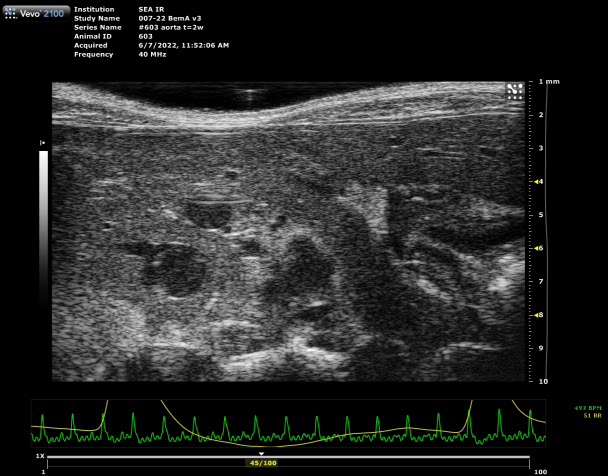 Vevo 2100
Institution SEA IR
Study Name 007-22 BemA v3
Series Name #603 aorta t=2w
Animal ID 603
Acquired 6/7/2022, 11:52:06 AM
Frequency 40 MHz
1 mm
2
3
4
5
6
7
8
9
10
492 BPM
51 RR
1X
45/100
1
100